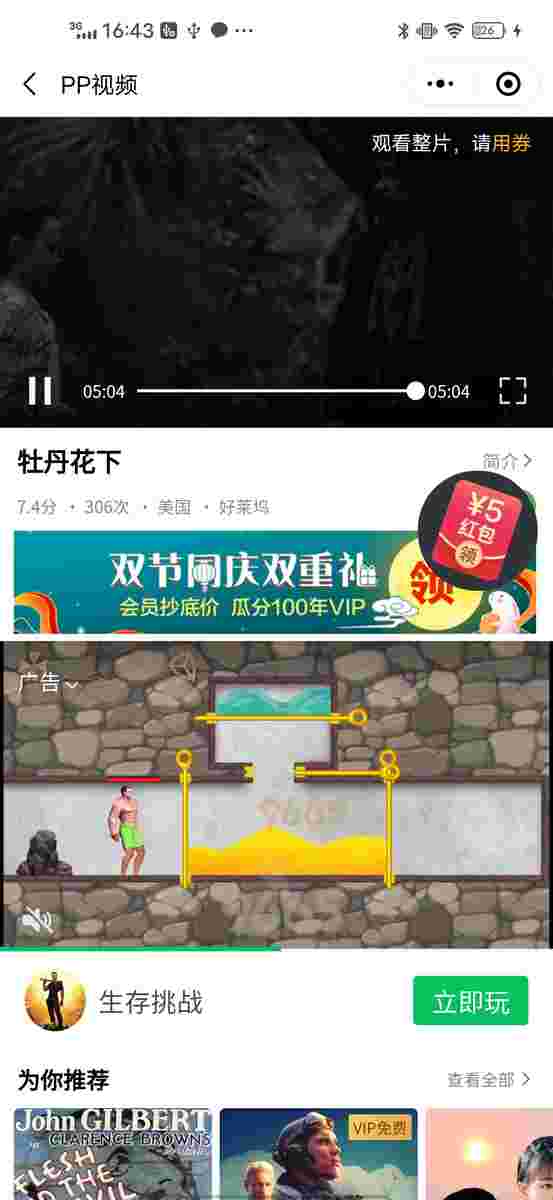 3G 16:43 26
PP视频
观看整片，请用券
05:04 05:04
牡丹花下 简介
7.4分 · 306次 · 美国 · 好莱坞
¥5
红包
领
双节同庆双重礼
会员抄底价 瓜分100年VIP
领
广告
生存挑战 立即玩
为你推荐 查看全部
John GILBERT
CLARENCE BROWN'S
FLESH
AND THE
DEVIL
VIP免费